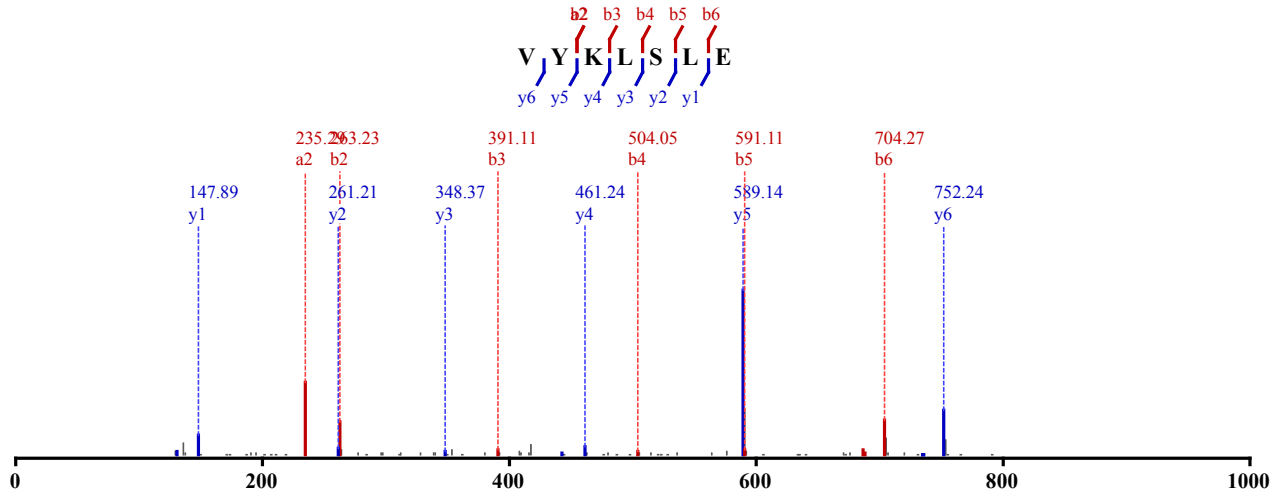 a2 b2 b3 b4 b5 b6
V Y K L S L E
y6 y5 y4 y3 y2 y1
235.29 263.23 391.11 504.05 591.11 704.27
a2 b2 b3 b4 b5 b6
147.89 261.21 348.37 461.24 589.14 752.24
y1 y2 y3 y4 y5 y6
0 200 400 600 800 1000